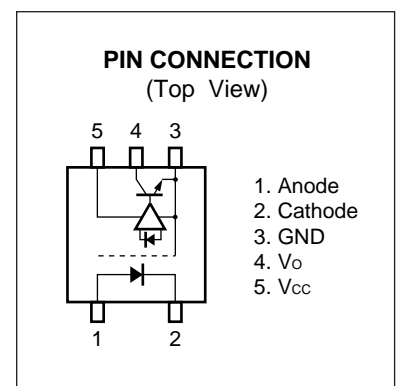 PIN CONNECTION
(Top View)
5 4 3
1. Anode
2. Cathode
3. GND
4. Vo
5. Vcc
1 2